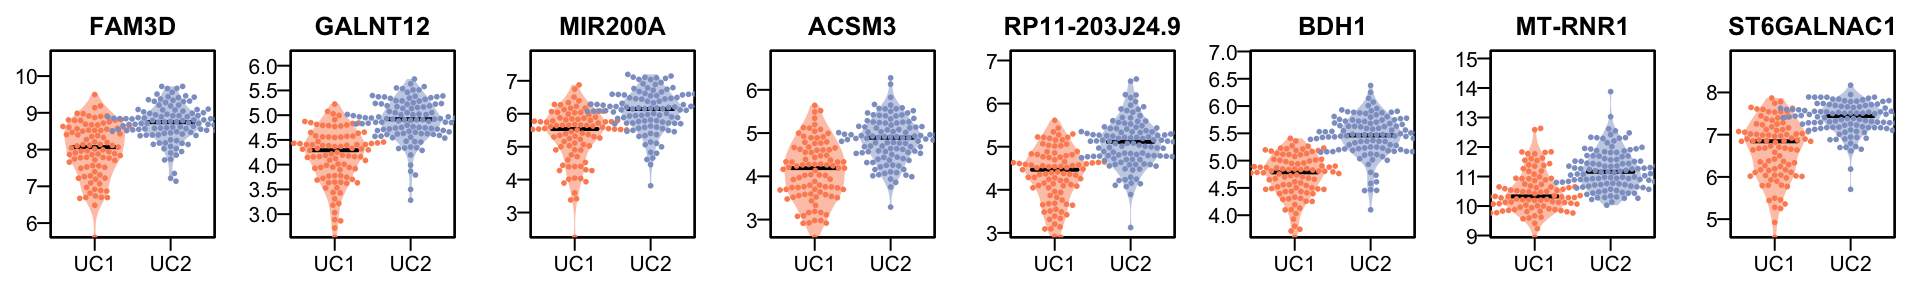 FAM3D GALNT12 MIR200A ACSM3 RP11-203J24.9 BDH1 MT-RNR1 ST6GALNAC1
10 9 8 7 6
6.0 5.5 5.0 4.5 4.0 3.5 3.0
7 6 5 4 3
6 5 4 3
7 6 5 4 3
7.0 6.5 6.0 5.5 5.0 4.5 4.0
15 14 13 12 11 10 9
8 7 6 5
UC1 UC2 UC1 UC2 UC1 UC2 UC1 UC2 UC1 UC2 UC1 UC2 UC1 UC2 UC1 UC2